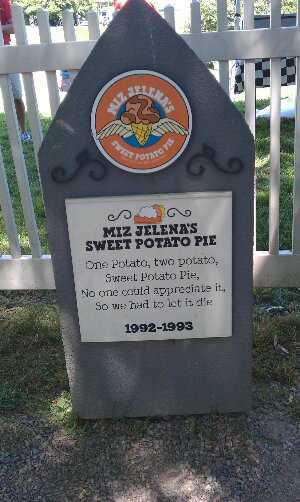 MIZ JELENA'S
SWEET POTATO PIE
MIZ JELENA'S
SWEET POTATO PIE
One Potato, two potato,
Sweet Potato Pie,
No one could appreciate it,
So we had to let it die
1992-1993